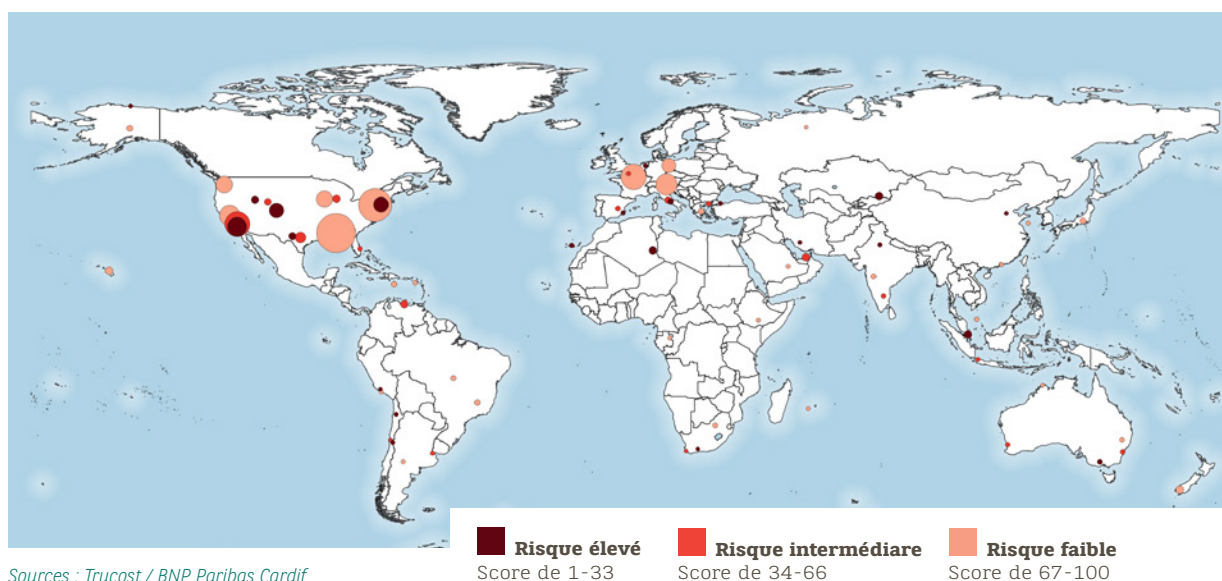 Risque élevé
Score de 1-33
Risque intermédiaire
Score de 34-66
Risque faible
Score de 67-100
Sources : Trucost / BNP Paribas Cardif